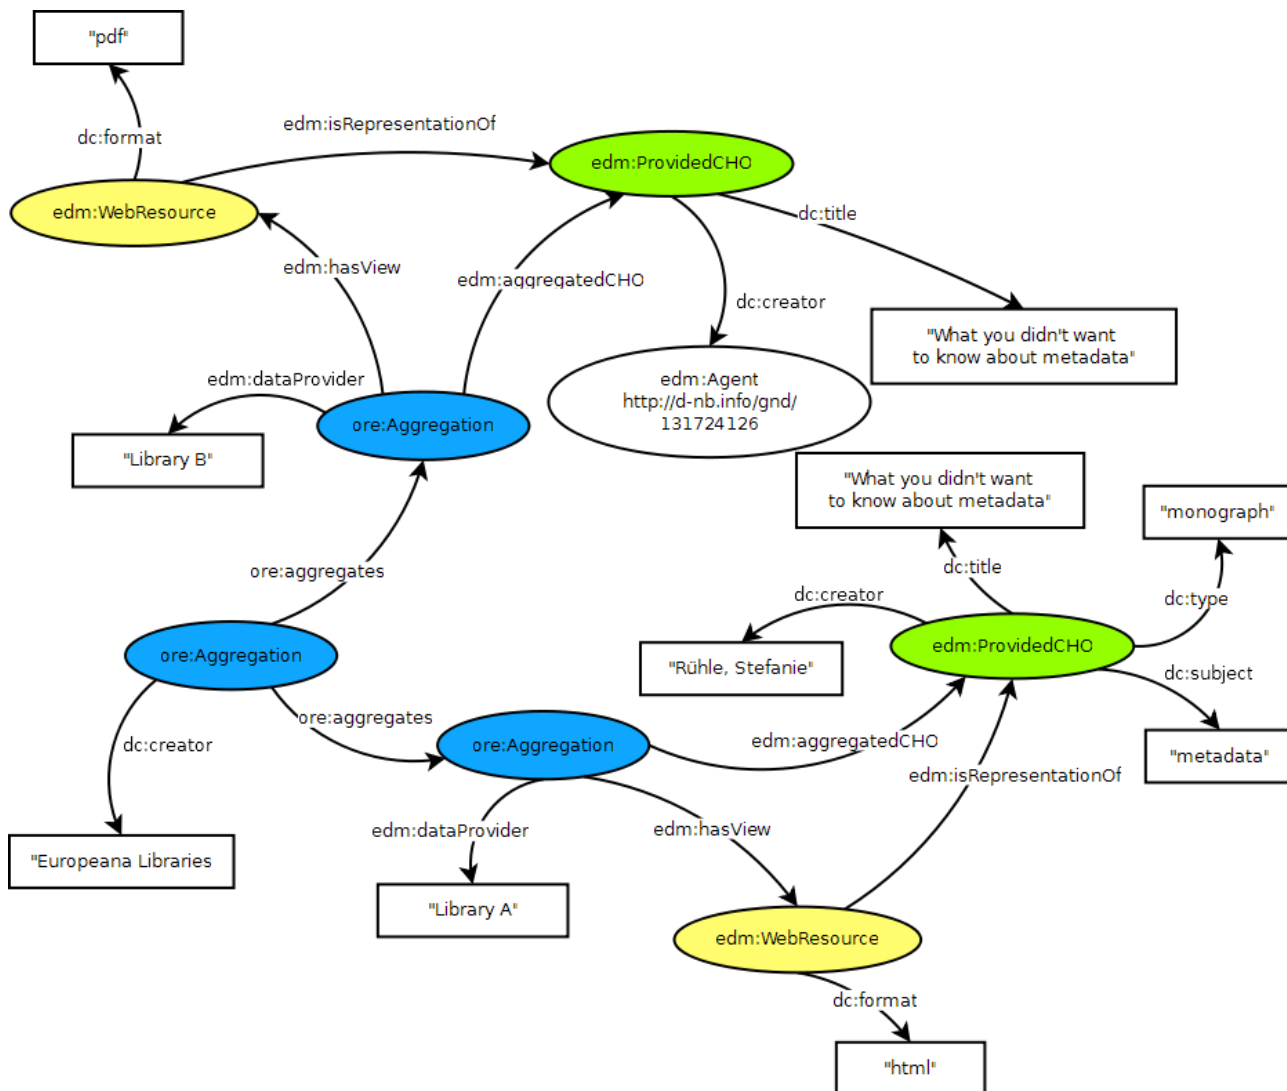 "pdf"
dc:format
edm:isRepresentationOf
edm:ProvidedCHO
edm:WebResource
dc:title
edm:hasView
edm:aggregatedCHO
dc:creator
"What you didn't want
to know about metadata"
edm:dataProvider
edm:Agent
http://d-nb.info/gnd/
131724126
ore:Aggregation
"Library B"
"What you didn't want
to know about metadata"
"monograph"
ore:aggregates
dc:title
dc:creator
dc:type
ore:Aggregation
edm:ProvidedCHO
"Rühle, Stefanie"
dc:subject
ore:aggregates
dc:creator
ore:Aggregation
edm:aggregatedCHO
"metadata"
edm:isRepresentationOf
edm:dataProvider
edm:hasView
"Europeana Libraries
"Library A"
edm:WebResource
dc:format
"html"